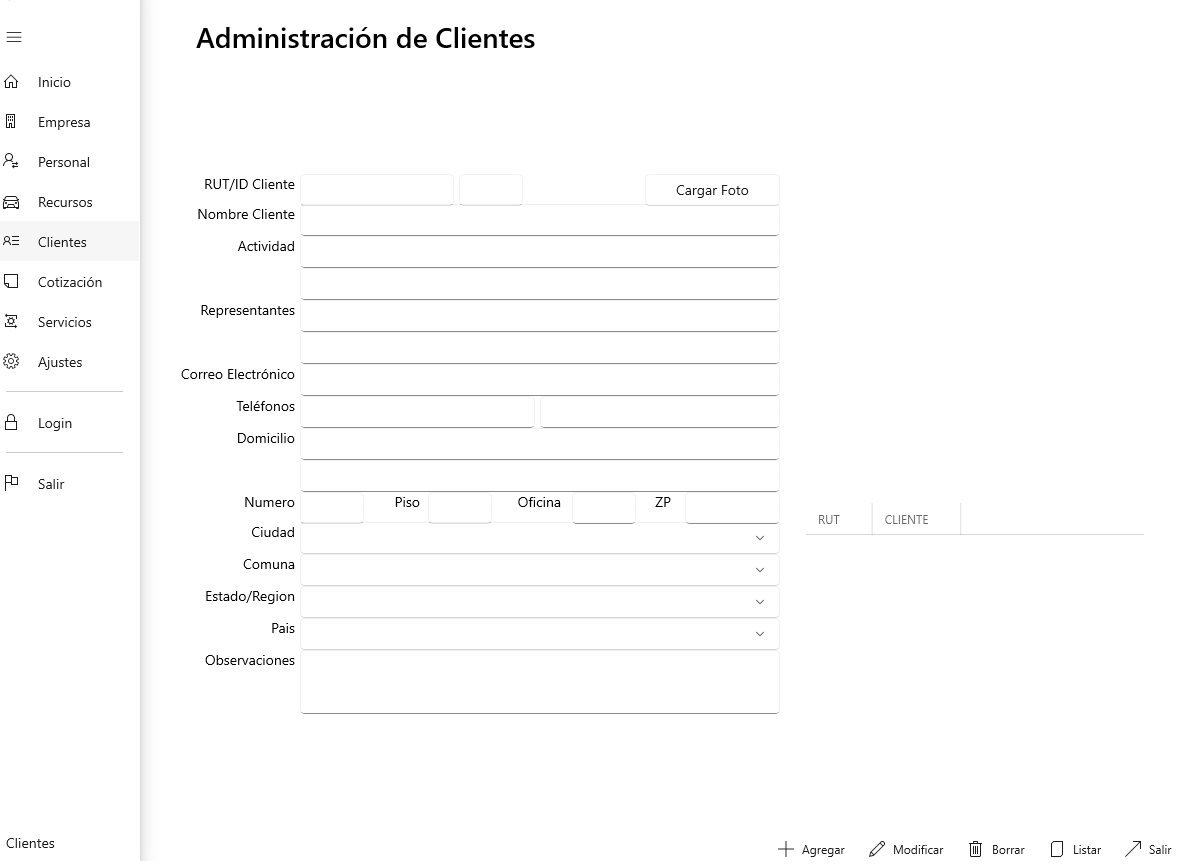 Administración de Clientes
Inicio
Empresa
Personal
Recursos
Clientes
Cotización
Servicios
Ajustes
Login
Salir
Clientes
RUT/ID Cliente
Cargar Foto
Nombre Cliente
Actividad
Representantes
Correo Electrónico
Teléfonos
Domicilio
Numero Piso Oficina ZP
Ciudad
Comuna
Estado/Region
Pais
Observaciones
RUT CLIENTE
Agregar Modificar Borrar Listar Salir